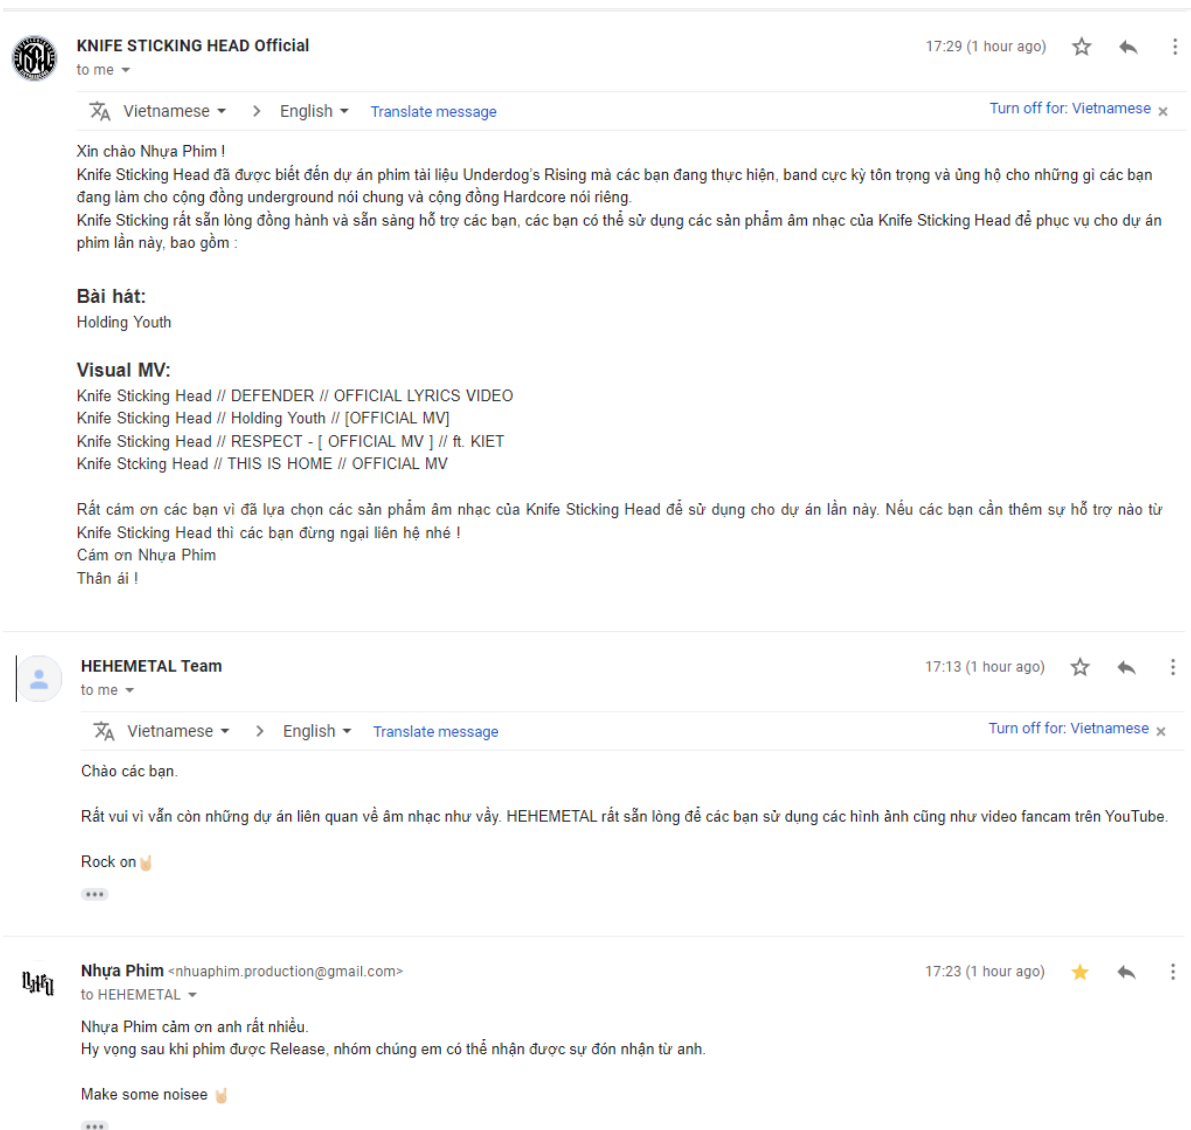 KNIFE STICKING HEAD Official
17:29 (1 hour ago)
to me
Vietnamese > English Translate message
Turn off for: Vietnamese x
Xin chào Nhựa Phim !
Knife Sticking Head đã được biết đến dự án phim tài liệu Underdog's Rising mà các bạn đang thực hiện, band cực kỳ tôn trọng và ủng hộ cho những gì các bạn
đang làm cho cộng đồng underground nói chung và cộng đồng Hardcore nói riêng.
Knife Sticking rất sẵn lòng đồng hành và sẵn sàng hỗ trợ các bạn, các bạn có thể sử dụng các sản phẩm âm nhạc của Knife Sticking Head để phục vụ cho dự án
phim lần này, bao gồm :
Bài hát:
Holding Youth
Visual MV:
Knife Sticking Head // DEFENDER // OFFICIAL LYRICS VIDEO
Knife Sticking Head // Holding Youth // [OFFICIAL MV]
Knife Sticking Head // RESPECT - [ OFFICIAL MV ] // ft. KIET
Knife Stcking Head // THIS IS HOME // OFFICIAL MV
Rất cám ơn các bạn vì đã lựa chọn các sản phẩm âm nhạc của Knife Sticking Head để sử dụng cho dự án lần này. Nếu các bạn cần thêm sự hỗ trợ nào từ
Knife Sticking Head thì các bạn đừng ngại liên hệ nhé !
Cám ơn Nhựa Phim
Thân ái !
HEHEMETAL Team
17:13 (1 hour ago)
to me
Vietnamese > English Translate message
Turn off for: Vietnamese x
Chào các bạn.
Rất vui vì vẫn còn những dự án liên quan về âm nhạc như vầy. HEHEMETAL rất sẵn lòng để các bạn sử dụng các hình ảnh cũng như video fancam trên YouTube.
Rock on🤘🏻
Nhựa Phim <nhuaphim.production@gmail.com>
17:23 (1 hour ago)
to HEHEMETAL
Nhựa Phim cảm ơn anh rất nhiều.
Hy vọng sau khi phim được Release, nhóm chúng em có thể nhận được sự đón nhận từ anh.
Make some noisee 🤘🏻